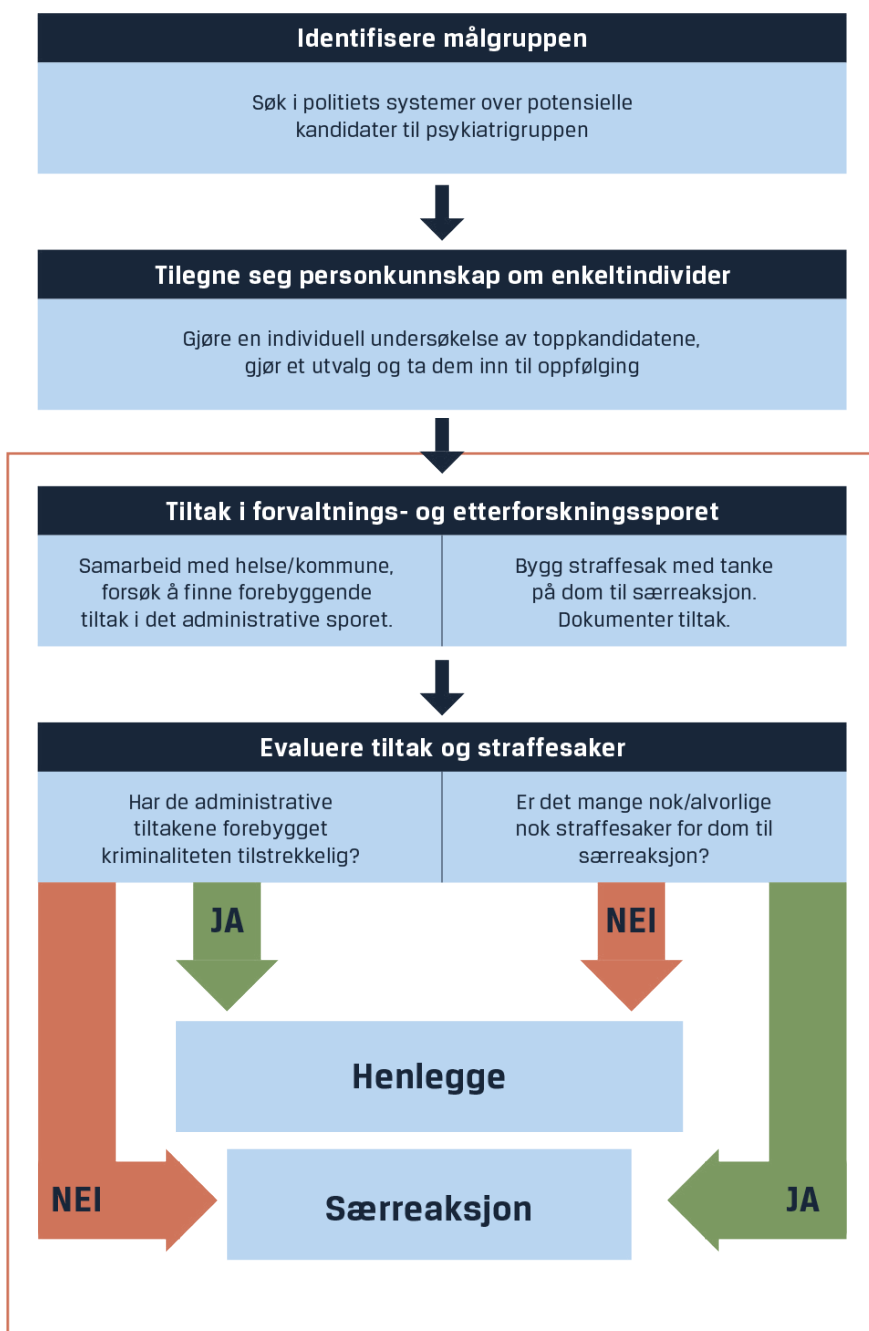 Identifisere målgruppen
Søk i politiets systemer over potensielle
kandidater til psykiatrigruppen
Tilegne seg personkunnskap om enkeltindivider
Gjøre en individuell undersøkelse av toppkandidatene,
gjør et utvalg og ta dem inn til oppfølging
Tiltak i forvaltnings- og etterforskningssporet
Samarbeid med helse/kommune,
forsøk å finne forebyggende
tiltak i det administrative sporet.
Bygg straffesak med tanke
på dom til særreaksjon.
Dokumenter tiltak.
Evaluere tiltak og straffesaker
Har de administrative
tiltakene forebygget
kriminaliteten tilstrekkelig?
Er det mange nok/alvorlige
nok straffesaker for dom til
særreaksjon?
JA
NEI
Henlegge
NEI
Særreaksjon
JA